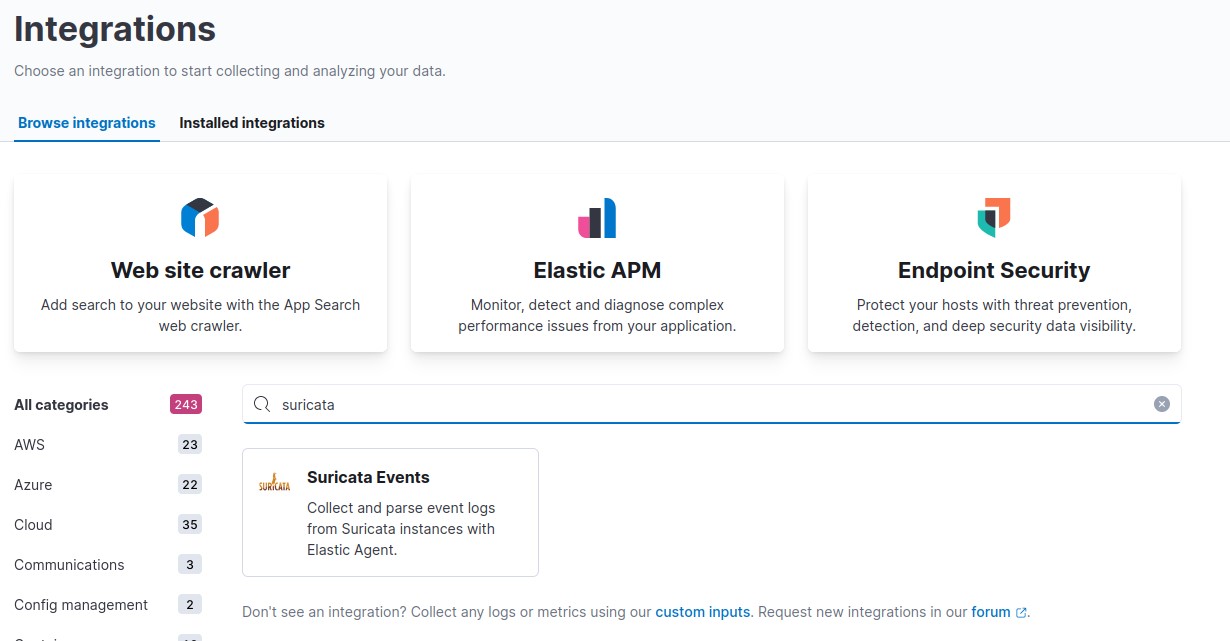 Integrations
Choose an integration to start collecting and analyzing your data.
Browse integrations
Installed integrations
Web site crawler
Add search to your website with the App Search
web crawler.
Elastic APM
Monitor, detect and diagnose complex
performance issues from your application.
Endpoint Security
Protect your hosts with threat prevention,
detection, and deep security data visibility.
All categories 243
AWS 23
Azure 22
Cloud 35
Communications 3
Config management 2
suricata
SURICATA
Suricata Events
Collect and parse event logs
from Suricata instances with
Elastic Agent.
Don't see an integration? Collect any logs or metrics using our custom inputs. Request new integrations in our forum.